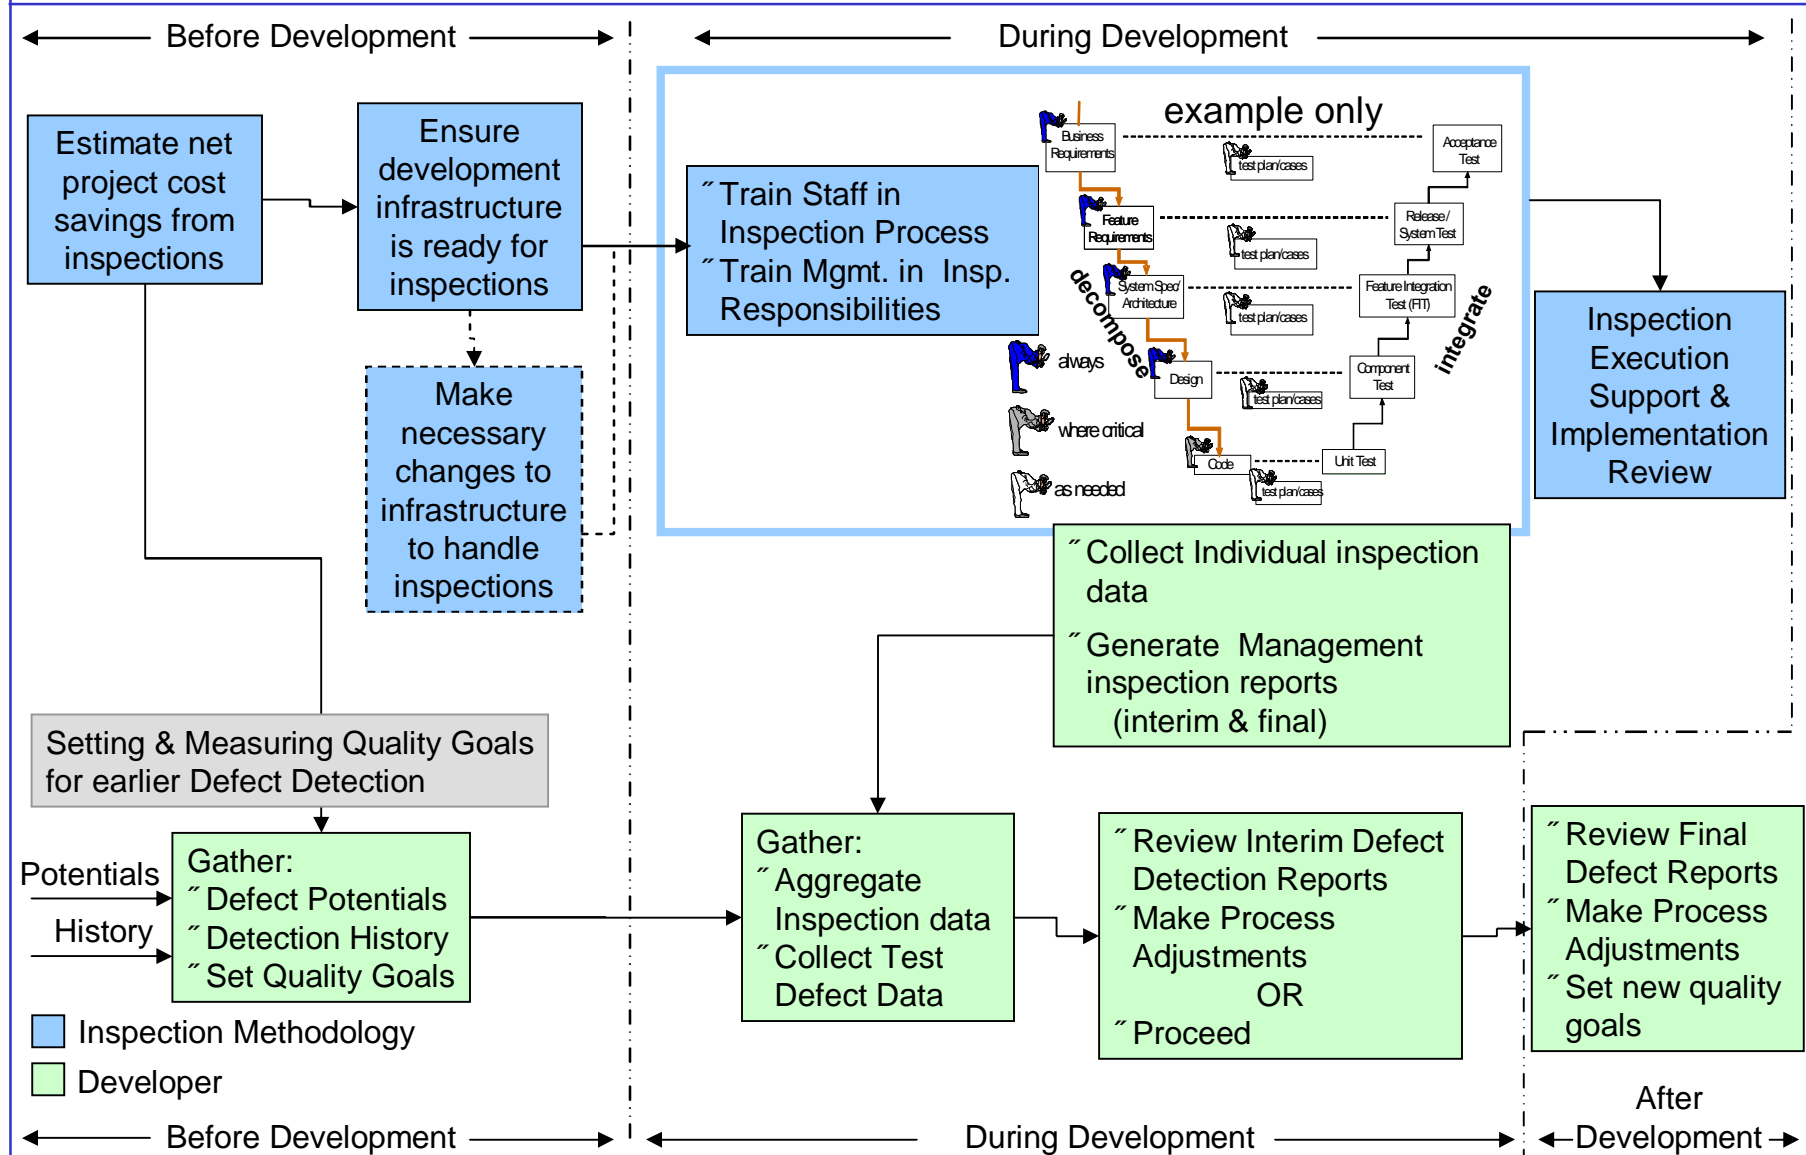 Before Development
During Development
Estimate net
project cost
savings from
inspections
Ensure
development
infrastructure
is ready for
inspections
Make
necessary
changes to
infrastructure
to handle
inspections
˝ Train Staff in
Inspection Process
˝ Train Mgmt. in Insp.
Responsibilities
example only
Business
Requirements
Acceptance
Test
test plan/cases
Feature
Requirements
Release /
System Test
test plan/cases
System Spec/
Architecture
Feature Integration
Test (FIT)
test plan/cases
decompose
integrate
Design
Component
Test
test plan/cases
Code
Unit Test
test plan/cases
always
where critical
as needed
Inspection
Execution
Support &
Implementation
Review
˝ Collect Individual inspection
data
˝ Generate Management
inspection reports
(interim & final)
Setting & Measuring Quality Goals
for earlier Defect Detection
Potentials
History
Gather:
˝ Defect Potentials
˝ Detection History
˝ Set Quality Goals
Gather:
˝ Aggregate
Inspection data
˝ Collect Test
Defect Data
˝ Review Interim Defect
Detection Reports
˝ Make Process
Adjustments
OR
˝ Proceed
˝ Review Final
Defect Reports
˝ Make Process
Adjustments
˝ Set new quality
goals
Inspection Methodology
Developer
Before Development
During Development
After
Development